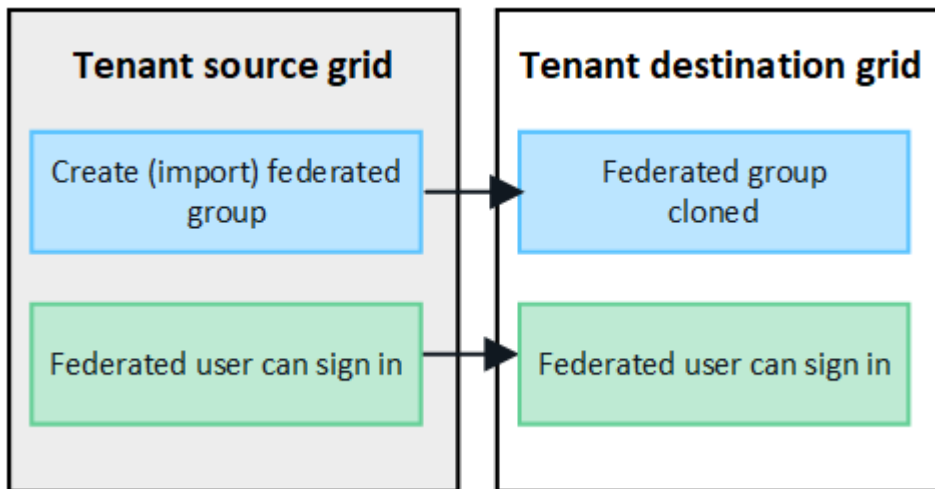 Tenant source grid
Create (import) federated
group
Federated user can sign in
Tenant destination grid
Federated group
cloned
Federated user can sign in